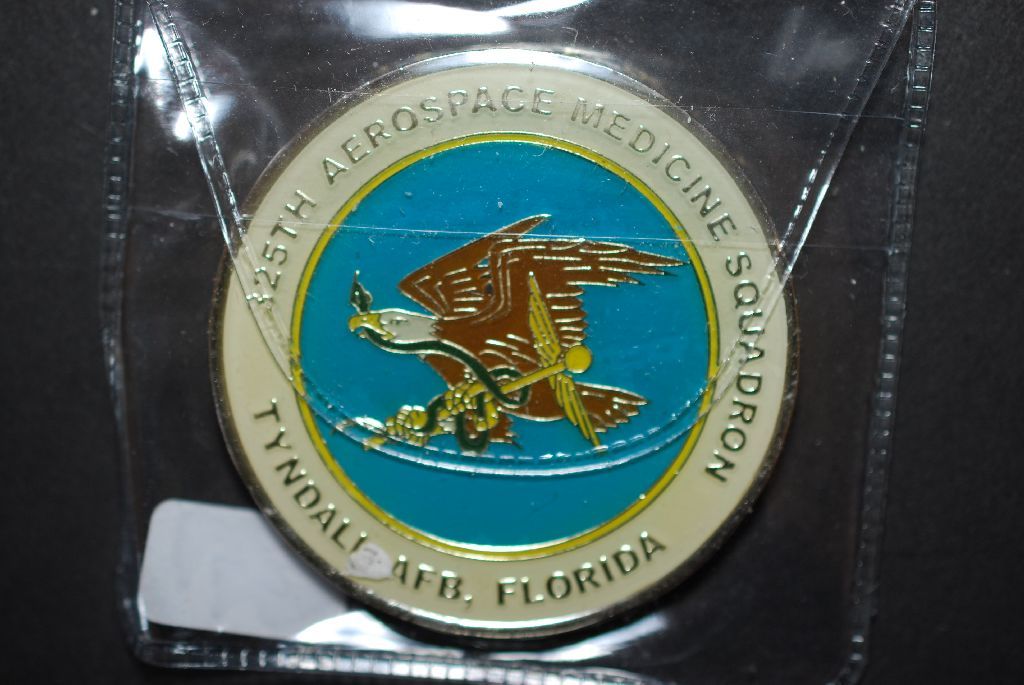 325TH AEROSPACE MEDICINE SQUADRON
TYNDALL AFB, FLORIDA